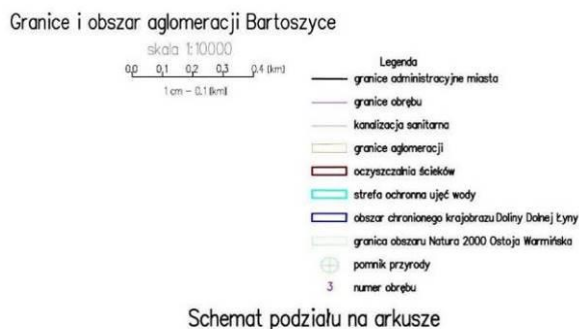 Granice i obszar aglomeracji Bartoszyce
skala 1:10000
0,0 0,1 0,2 0,3 0,4 (km)
1 cm - 0.1 (km)
Legenda
granice administracyjne miasta
granice obrębu
kanalizacja sanitarna
granice aglomeracji
oczyszczalnia ścieków
strefa ochronna ujęć wody
obszar chronionego krajobrazu Doliny Dolnej Łyny
granica obszaru Natura 2000 Ostoja Warmińska
pomnik przyrody
3 numer obrębu
Schemat podziału na arkusze